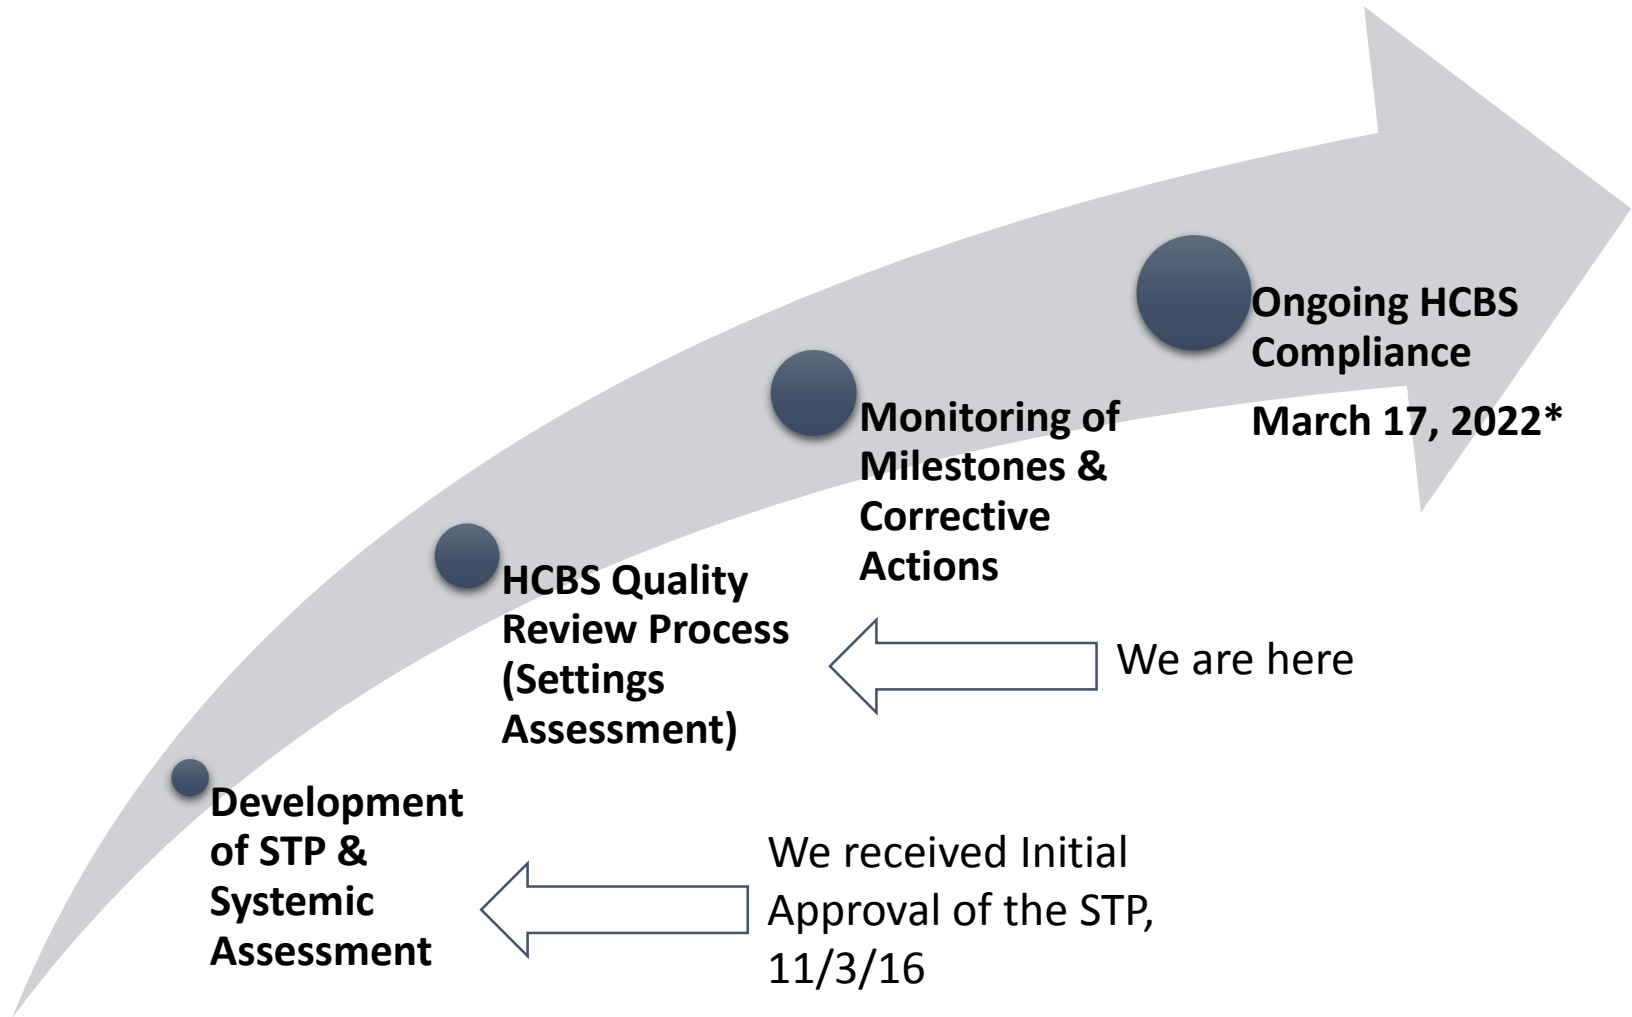 Ongoing HCBS
Compliance
March 17, 2022*
Monitoring of
Milestones &
Corrective
Actions
HCBS Quality
Review Process
(Settings
Assessment)
We are here
Development
of STP &
Systemic
Assessment
We received Initial
Approval of the STP,
11/3/16